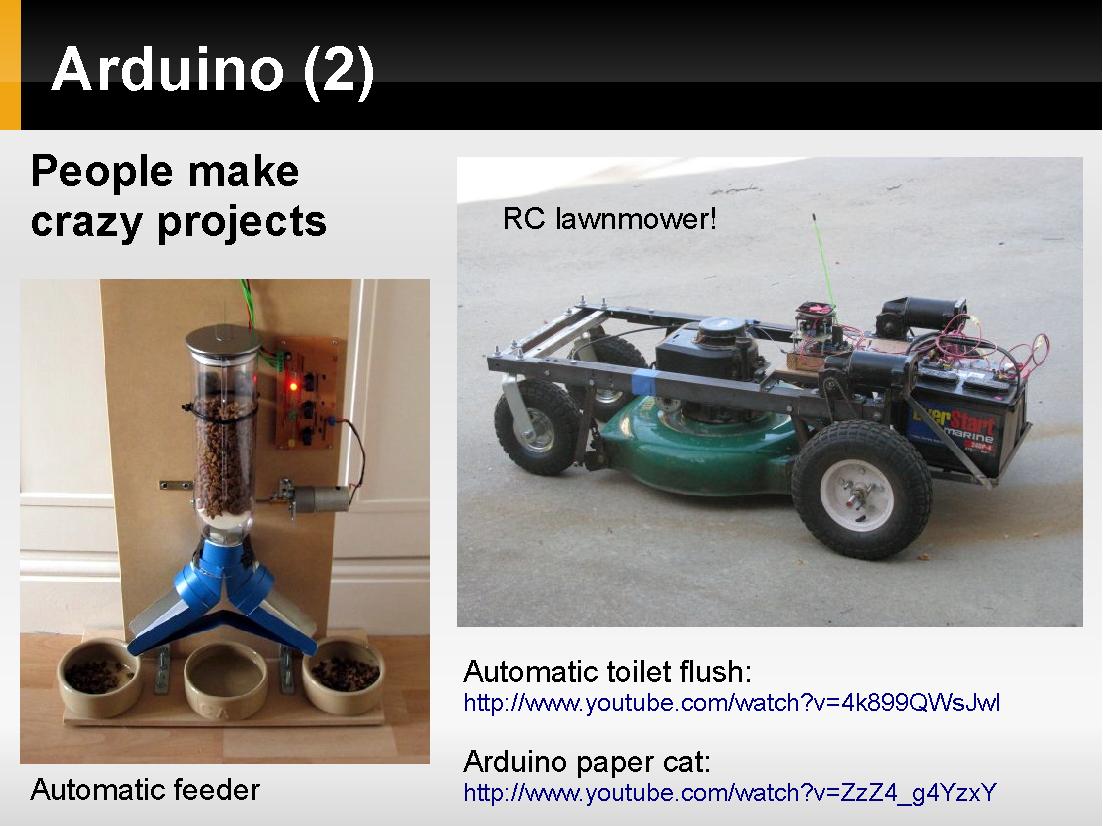 Arduino (2)
People make
crazy projects
RC lawnmower!
EverStart
MARINE
Automatic feeder
Automatic toilet flush:
http://www.youtube.com/watch?v=4k899QWsJwI
Arduino paper cat:
http://www.youtube.com/watch?v=ZzZ4_g4YzxY